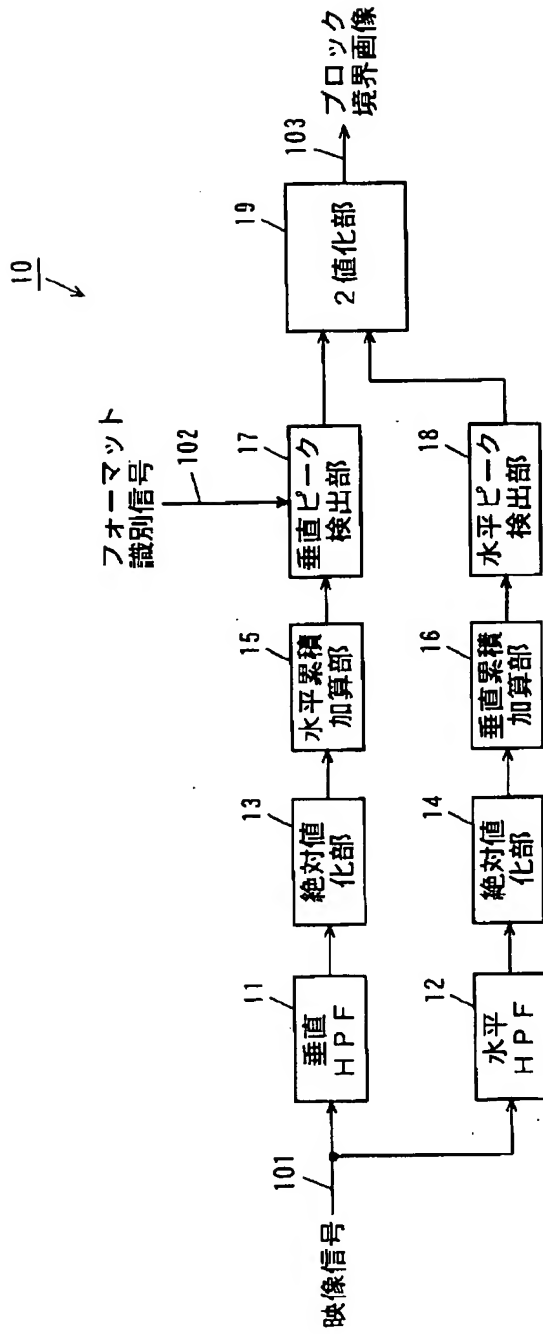 10
フォーマット
識別信号
102
映像信号
101
11
垂直
HPF
13
絶対値
化部
15
水平累積
加算部
17
垂直ピーク
検出部
19
2値化部
103
ブロック
境界画像
12
水平
HPF
14
絶対値
化部
16
垂直累積
加算部
18
水平ピーク
検出部